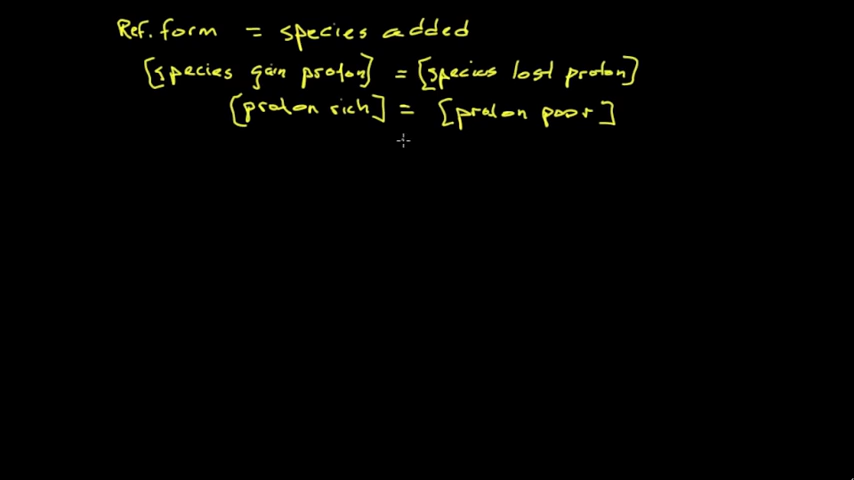 Ref. form = species added
[species gain proton] = [species lost proton]
[proton rich] = [proton poor]